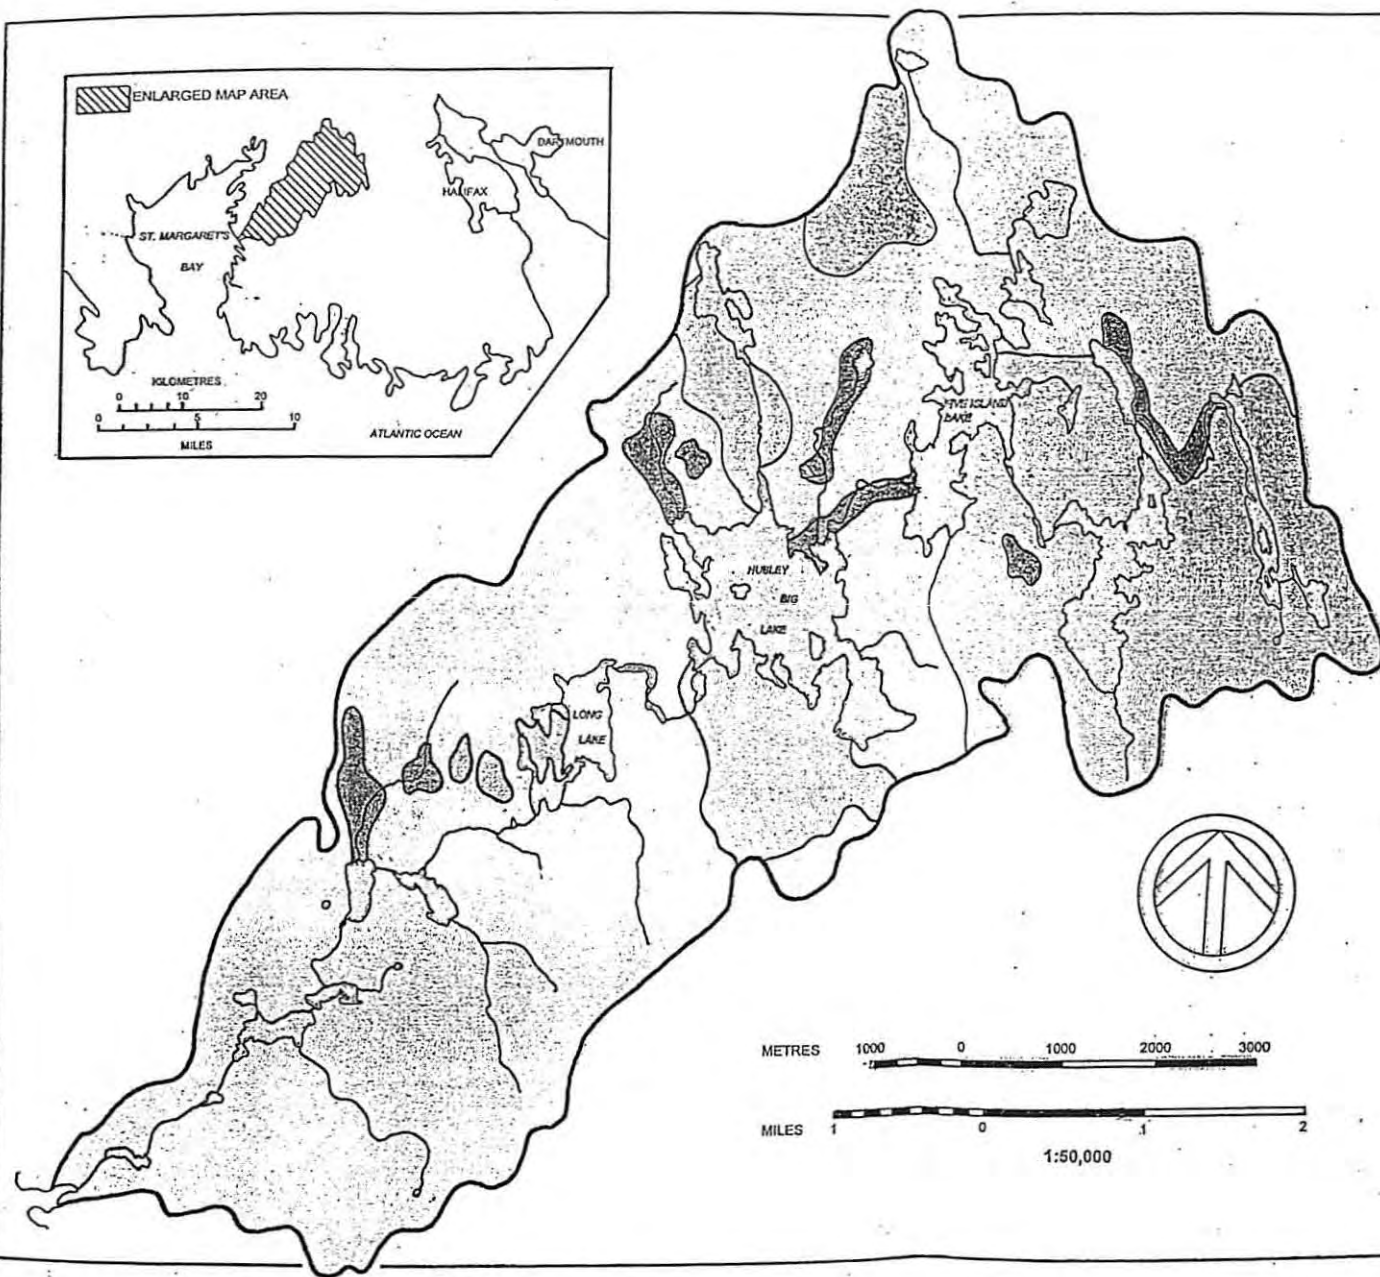 ENLARGED MAP AREA
DARTMOUTH
HALIFAX
ST. MARGARET'S
BAY
KILOMETRES
0 10 20
0 5 10
MILES
ATLANTIC OCEAN
FIVE ISLAND
LAKE
HUBLEY
BIG
LAKE
LONG
LAKE
METRES 1000 0 1000 2000 3000
MILES 1 0 1 2
1:50,000